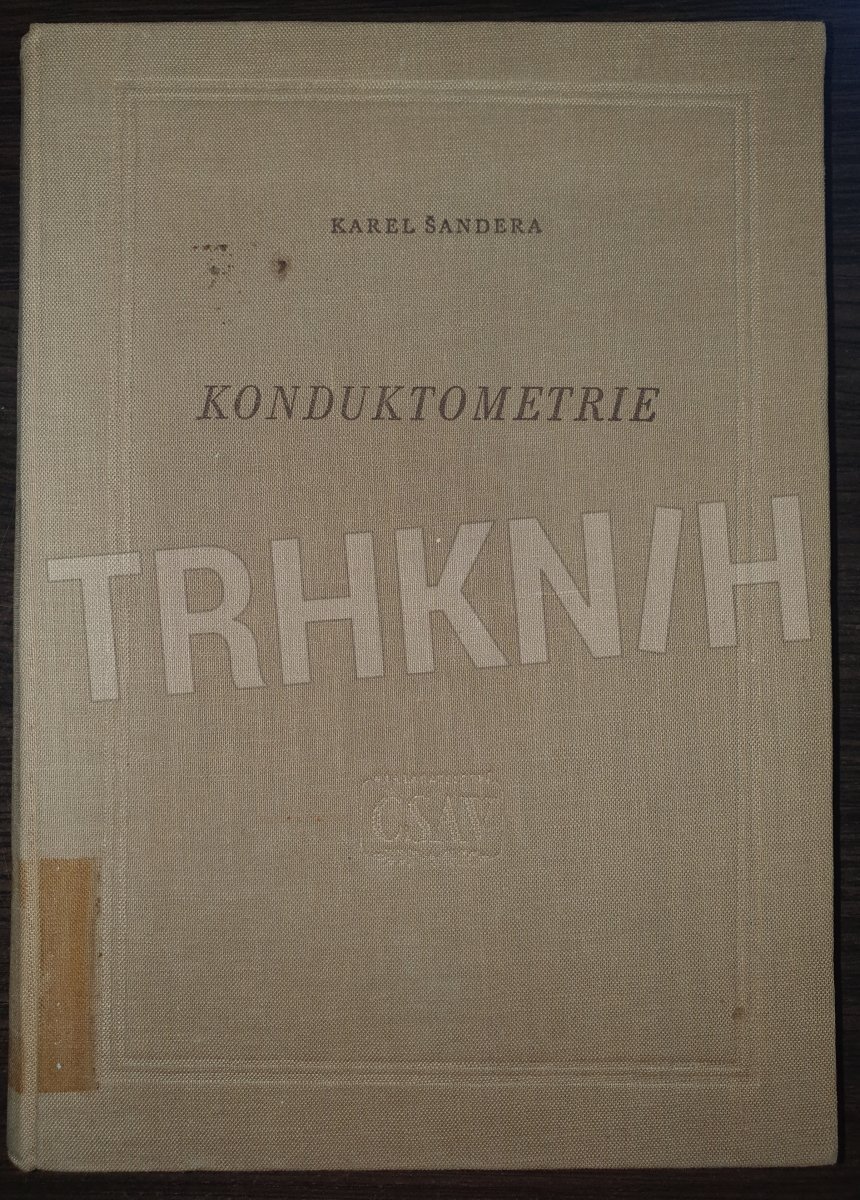 KAREL ŠANDERA
KONDUKTOMETRIE
TRHKNIH
ČSAV